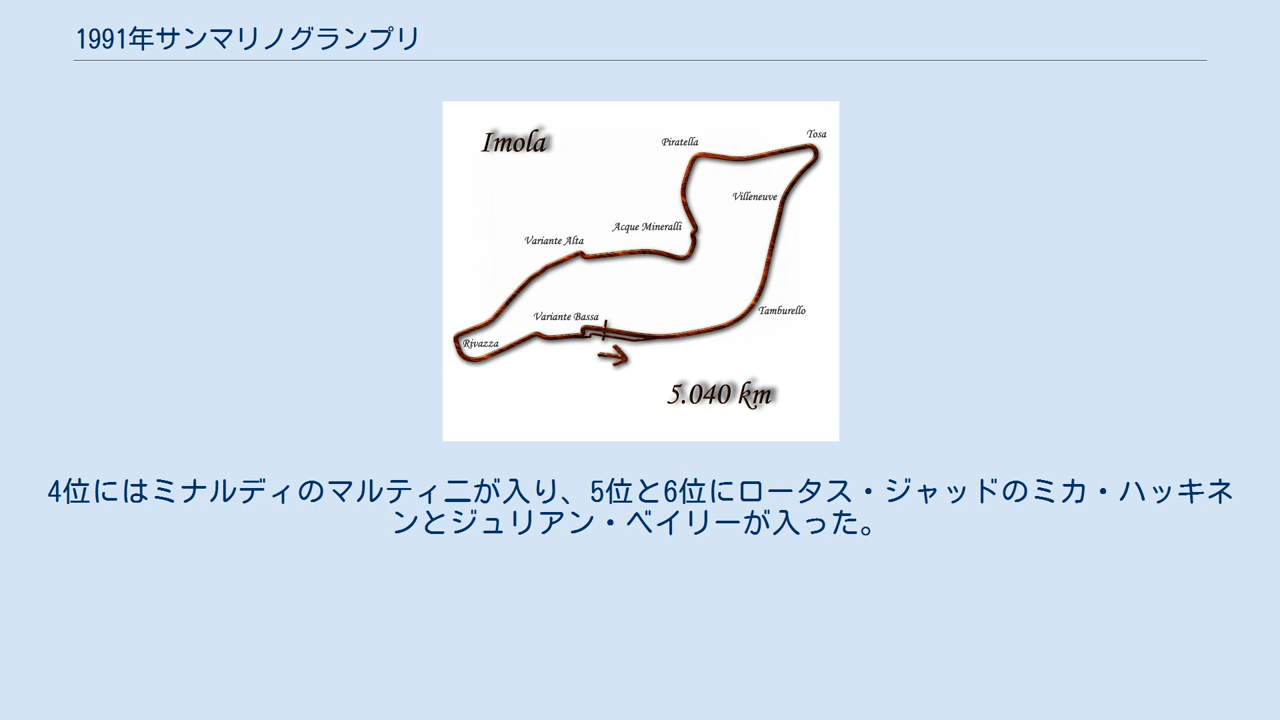 1991年サンマリノグランプリ
Imola
Tosa
Piratella
Villeneuve
Acque Mineralli
Variante Alta
Tamburello
Variante Bassa
Rivazza
5.040 km
4位にはミナルディのマルティニが入り、5位と6位にロータス・ジャッドのミカ・ハッキネ
ンとジュリアン・ベイリーが入った。